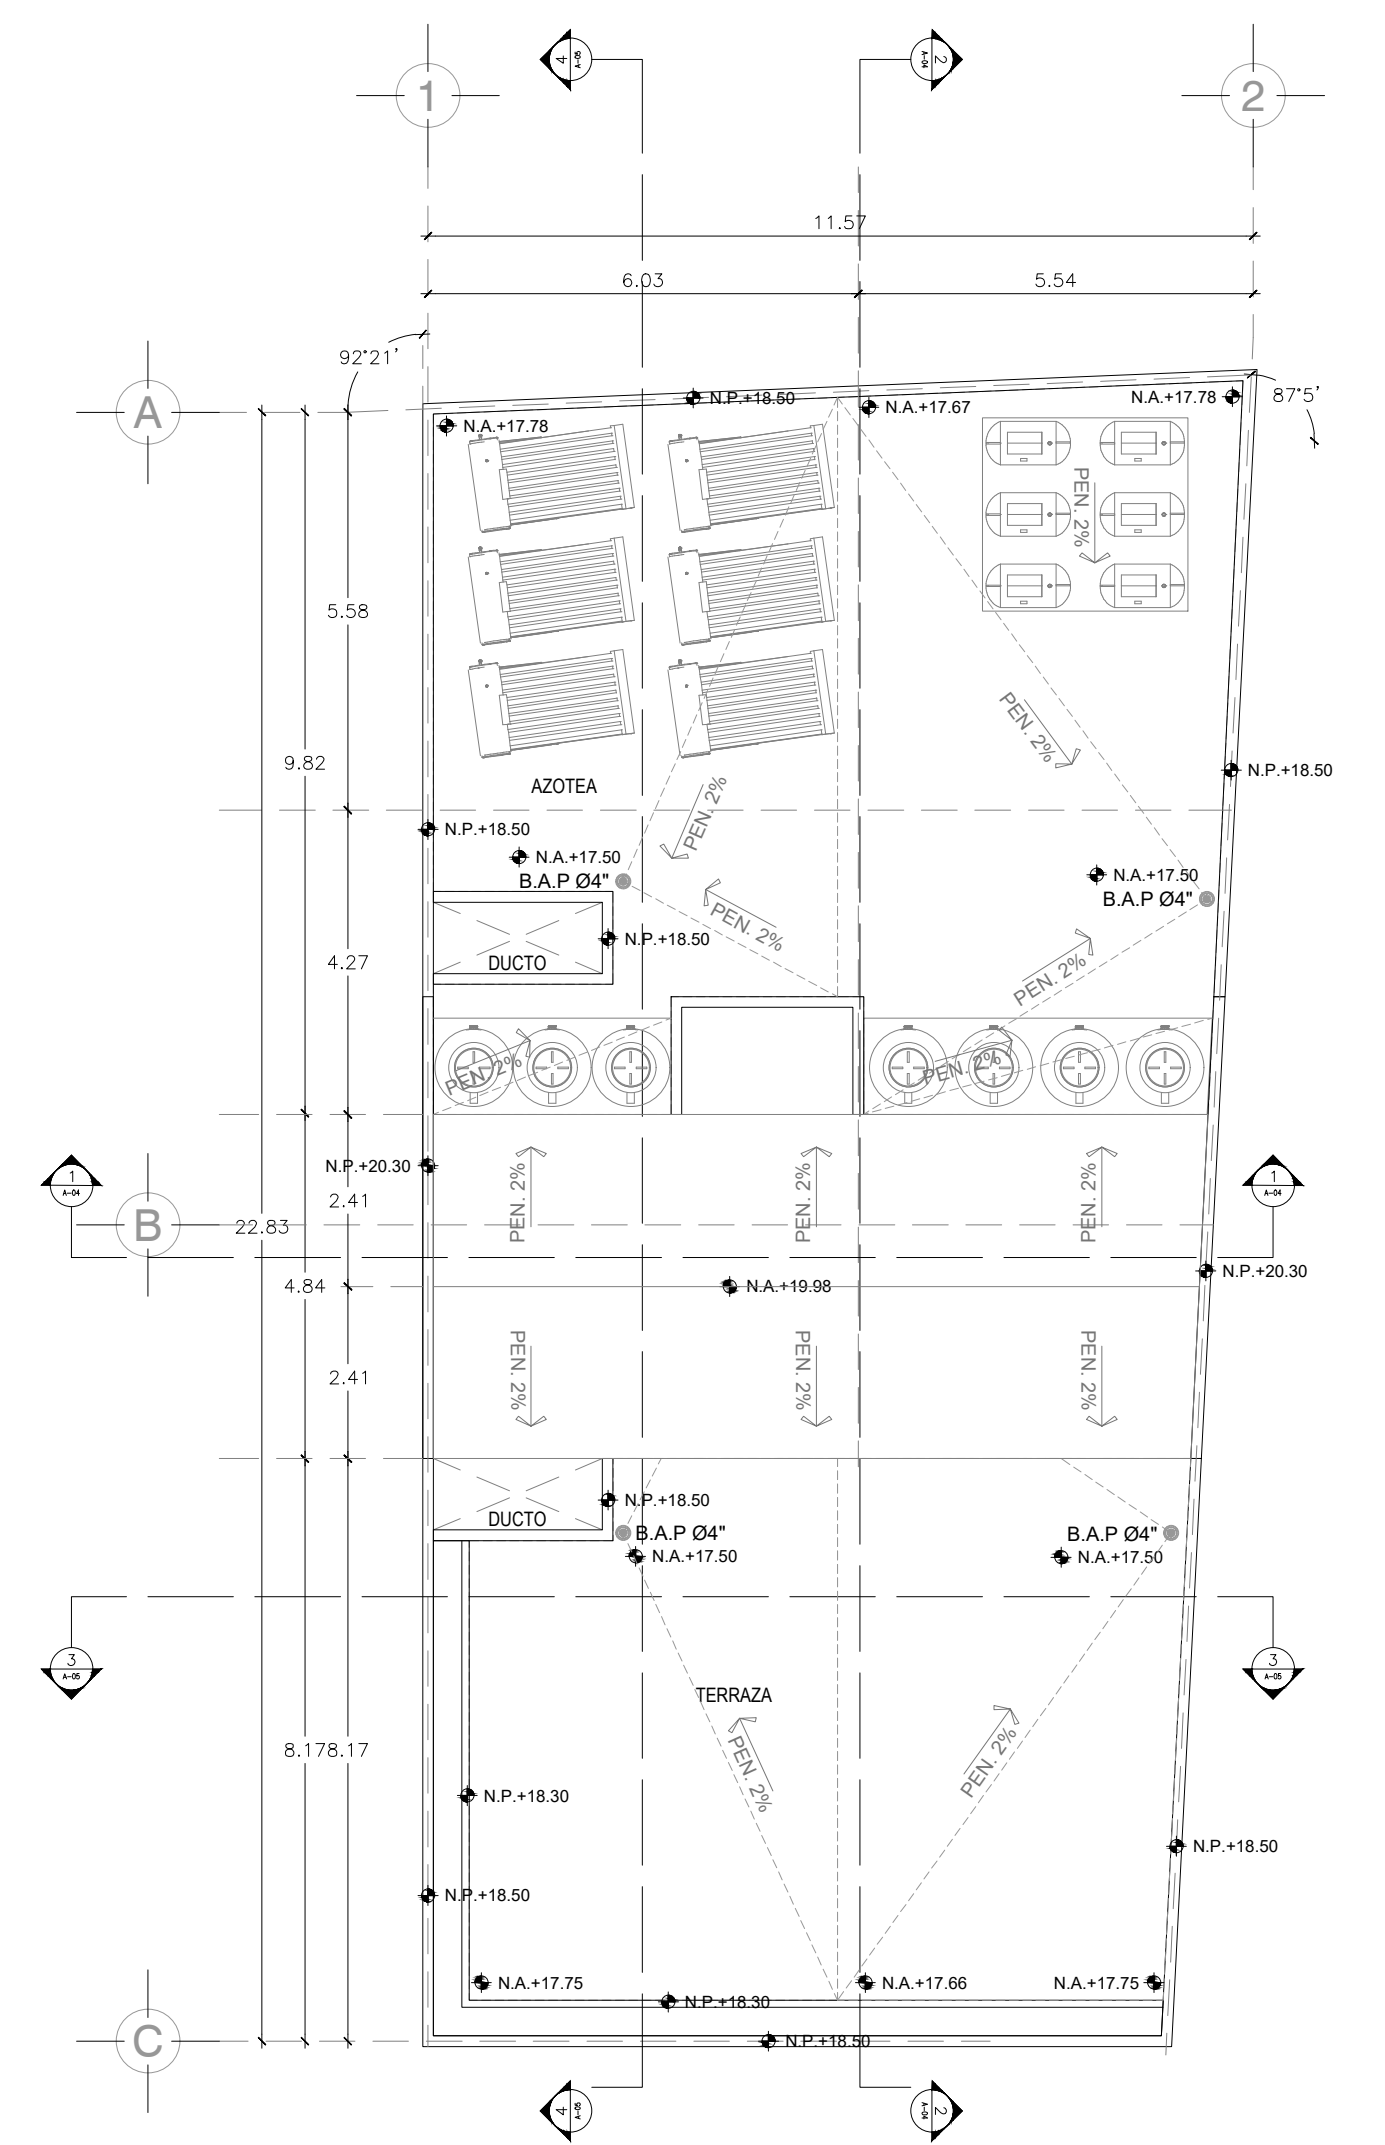 4
A-05
2
A-04
1
2
11.57
6.03
5.54
92°21'
87°5'
A
N.P.+18.50
N.A.+17.67
N.A.+17.78
N.A.+17.78
PEN. 2%
5.58
PEN. 2%
9.82
N.P.+18.50
AZOTEA
PEN. 2%
N.P.+18.50
N.A.+17.50
B.A.P Ø4"
N.A.+17.50
B.A.P Ø4"
PEN. 2%
N.P.+18.50
4.27
DUCTO
PEN. 2%
PEN. 2%
PEN. 2%
N.P.+20.30
1
A-04
1
A-04
2.41
PEN. 2%
PEN. 2%
PEN. 2%
B
22.83
N.P.+20.30
4.84
N.A.+19.98
2.41
PEN. 2%
PEN. 2%
PEN. 2%
N.P.+18.50
DUCTO
B.A.P Ø4"
B.A.P Ø4"
N.A.+17.50
N.A.+17.50
3
A-05
3
A-05
TERRAZA
8.17
8.17
PEN. 2%
PEN. 2%
N.P.+18.30
N.P.+18.50
N.P.+18.50
N.A.+17.75
N.A.+17.66
N.A.+17.75
N.P.+18.30
C
N.P.+18.50
4
A-05
2
A-04